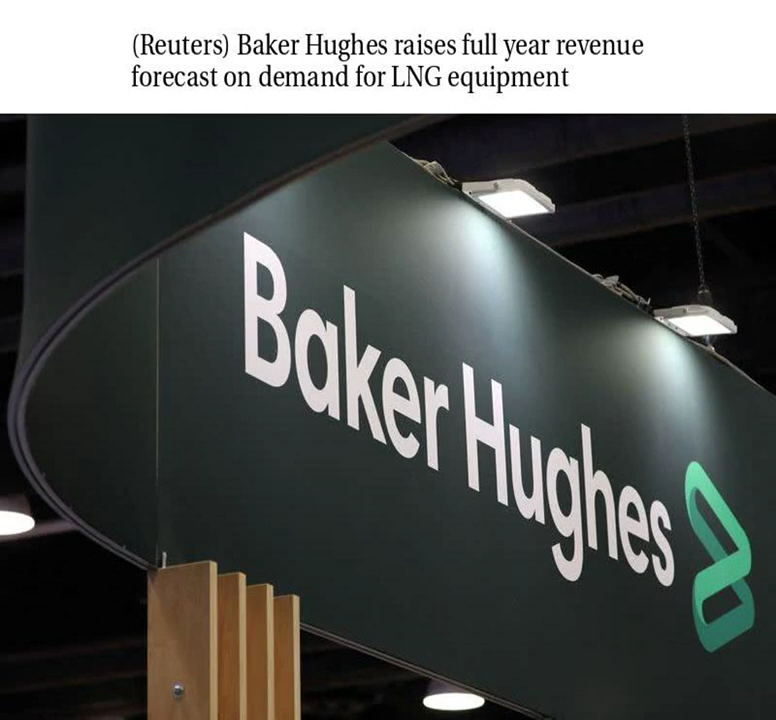 (Reuters) Baker Hughes raises full year revenue
forecast on demand for LNG equipment
Baker Hughes